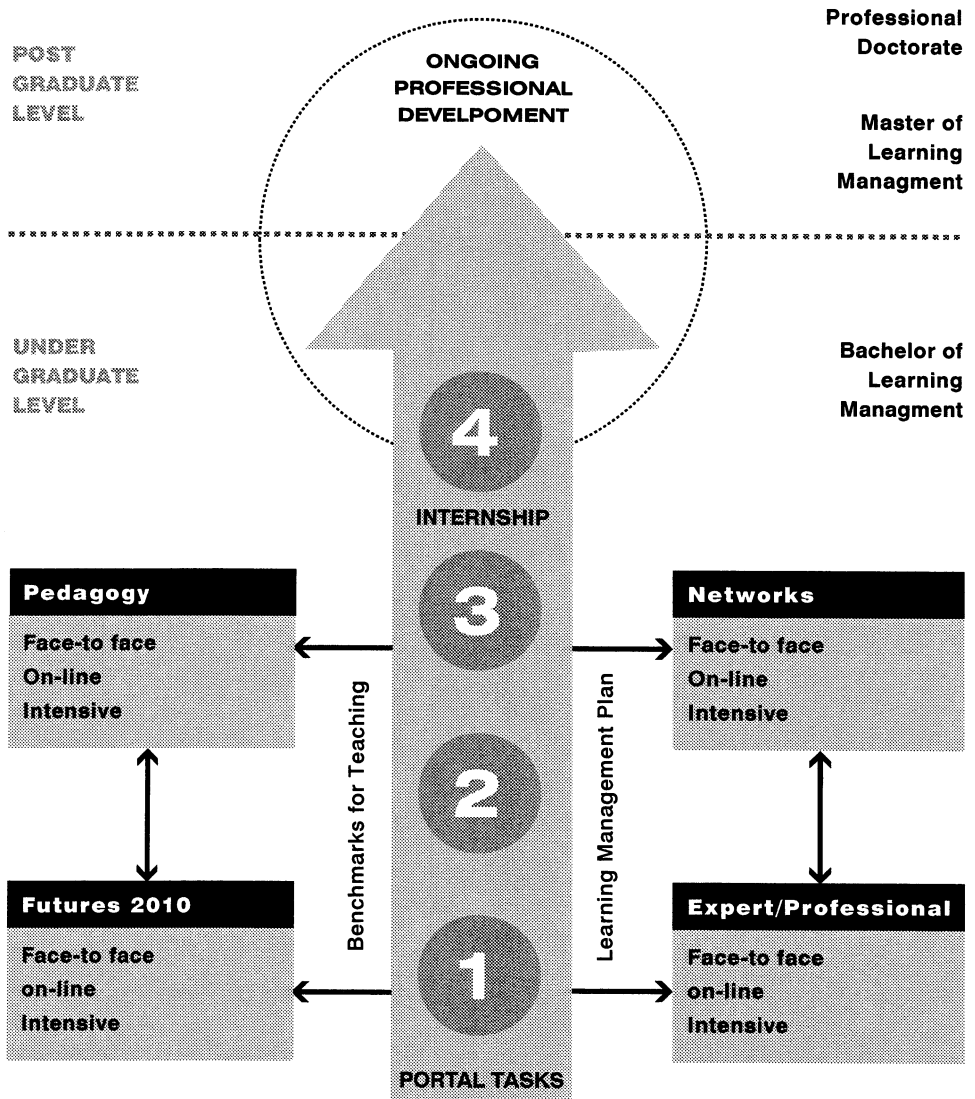 POST
GRADUATE
LEVEL
ONGOING
PROFESSIONAL
DEVELPOMENT
Professional
Doctorate
Master of
Learning
Managment
UNDER
GRADUATE
LEVEL
Bachelor of
Learning
Managment
4
INTERNSHIP
3
2
1
PORTAL TASKS
Pedagogy
Face-to face
On-line
Intensive
Networks
Face-to face
On-line
Intensive
Benchmarks for Teaching
Learning Management Plan
Futures 2010
Face-to face
on-line
Intensive
Expert/Professional
Face-to face
on-line
Intensive